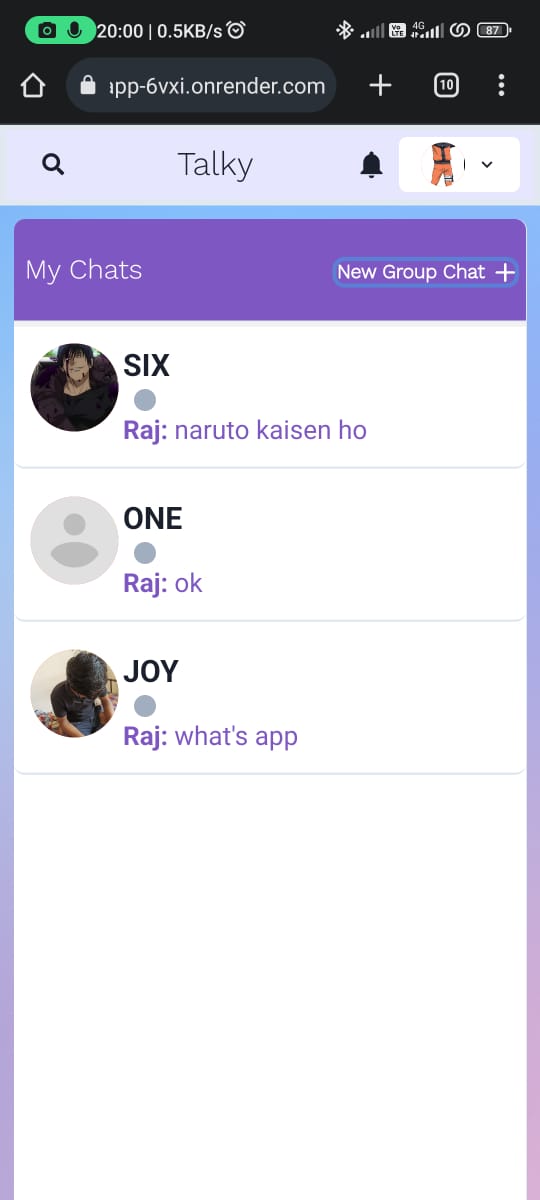 20:00 | 0.5KB/s
Vo LTE 4G 87
app-6vxi.onrender.com 10
Talky
My Chats
New Group Chat +
SIX
Raj: naruto kaisen ho
ONE
Raj: ok
JOY
Raj: what's app